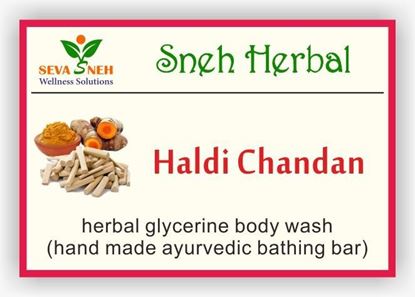 SEVA SNEH
Wellness Solutions
Sneh Herbal
Haldi Chandan
herbal glycerine body wash
(hand made ayurvedic bathing bar)